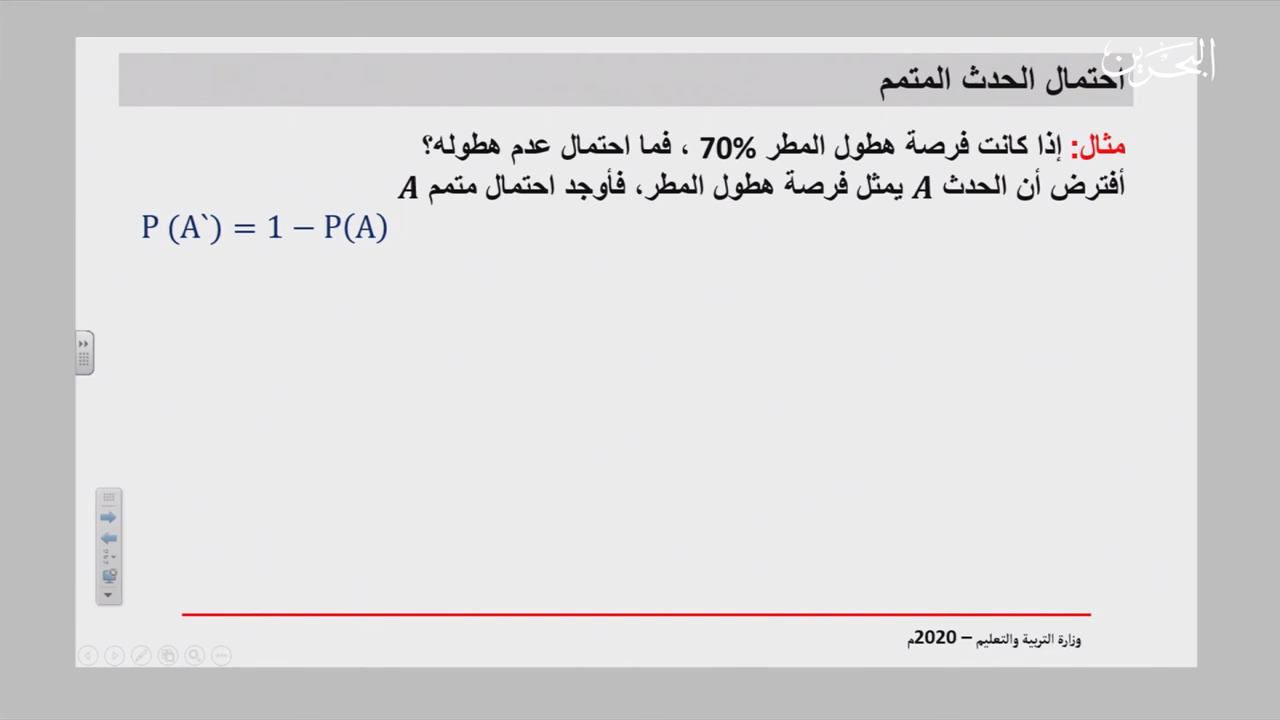 البحرين
احتمال الحدث المتمم
مثال: إذا كانت فرصة هطول المطر 70% ، فما احتمال عدم هطوله؟
أفترض أن الحدث A يمثل فرصة هطول المطر، فأوجد احتمال متمم A
P (A`) = 1 − P(A)
وزارة التربية والتعليم – 2020م